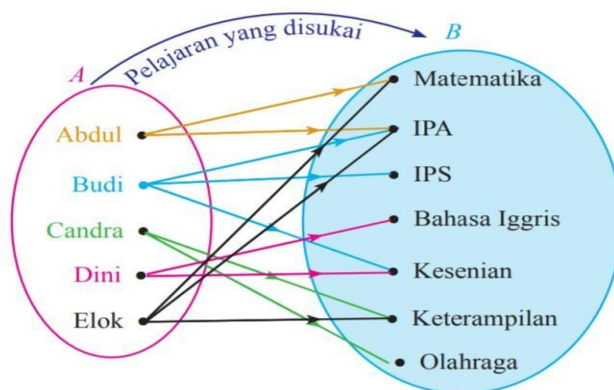 Pelajaran yang disukai
A
B
Abdul
Budi
Candra
Dini
Elok
Matematika
IPA
IPS
Bahasa Iggris
Kesenian
Keterampilan
Olahraga